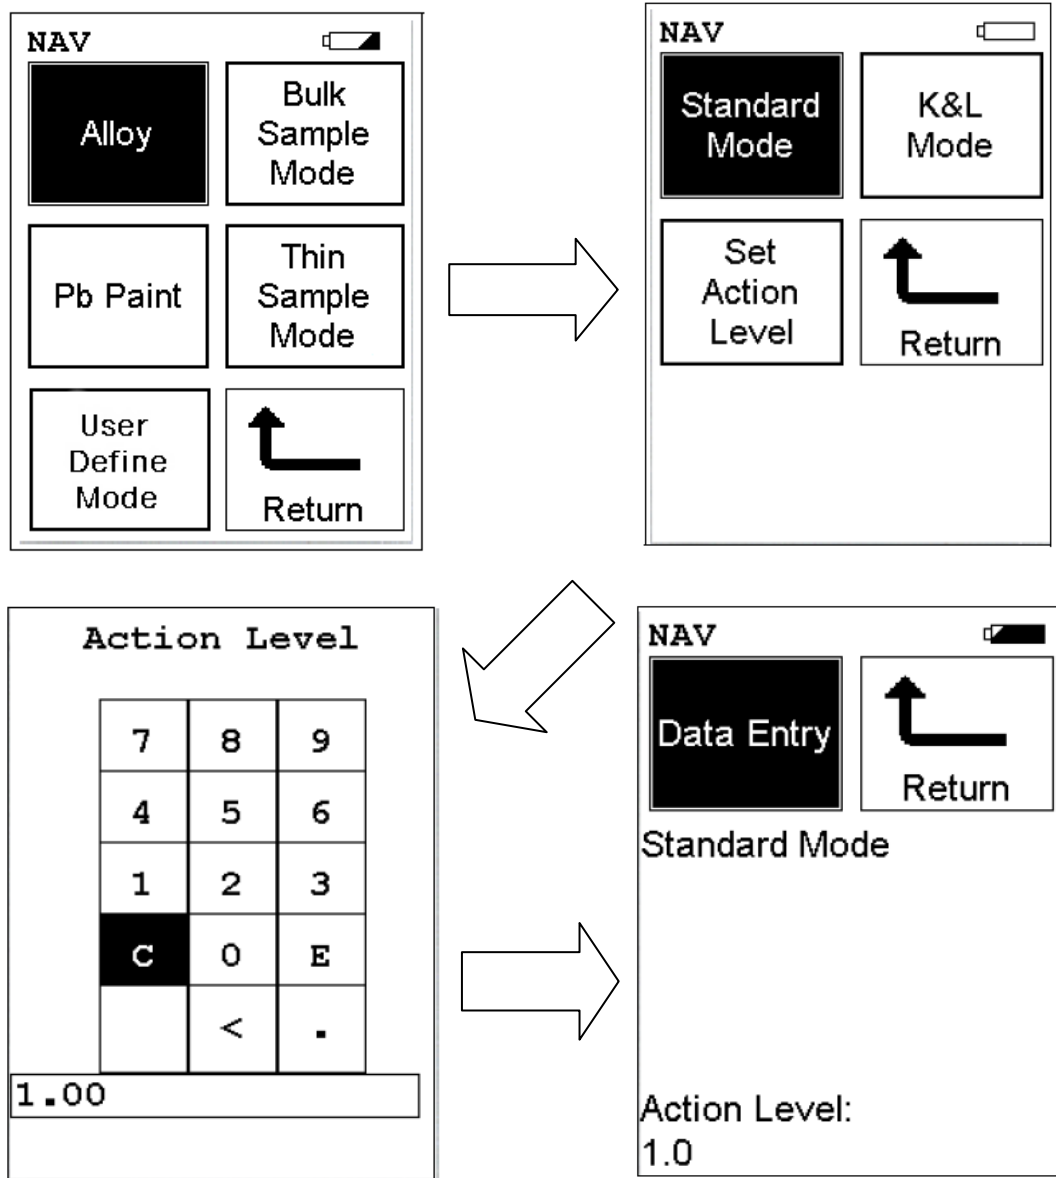 NAV
Alloy
Bulk
Sample
Mode
Pb Paint
Thin
Sample
Mode
User
Define
Mode
Return
NAV
Standard
Mode
K&L
Mode
Set
Action
Level
Return
Action Level
7 8 9
4 5 6
1 2 3
C 0 E
< .
1.00
NAV
Data Entry
Return
Standard Mode
Action Level:
1.0